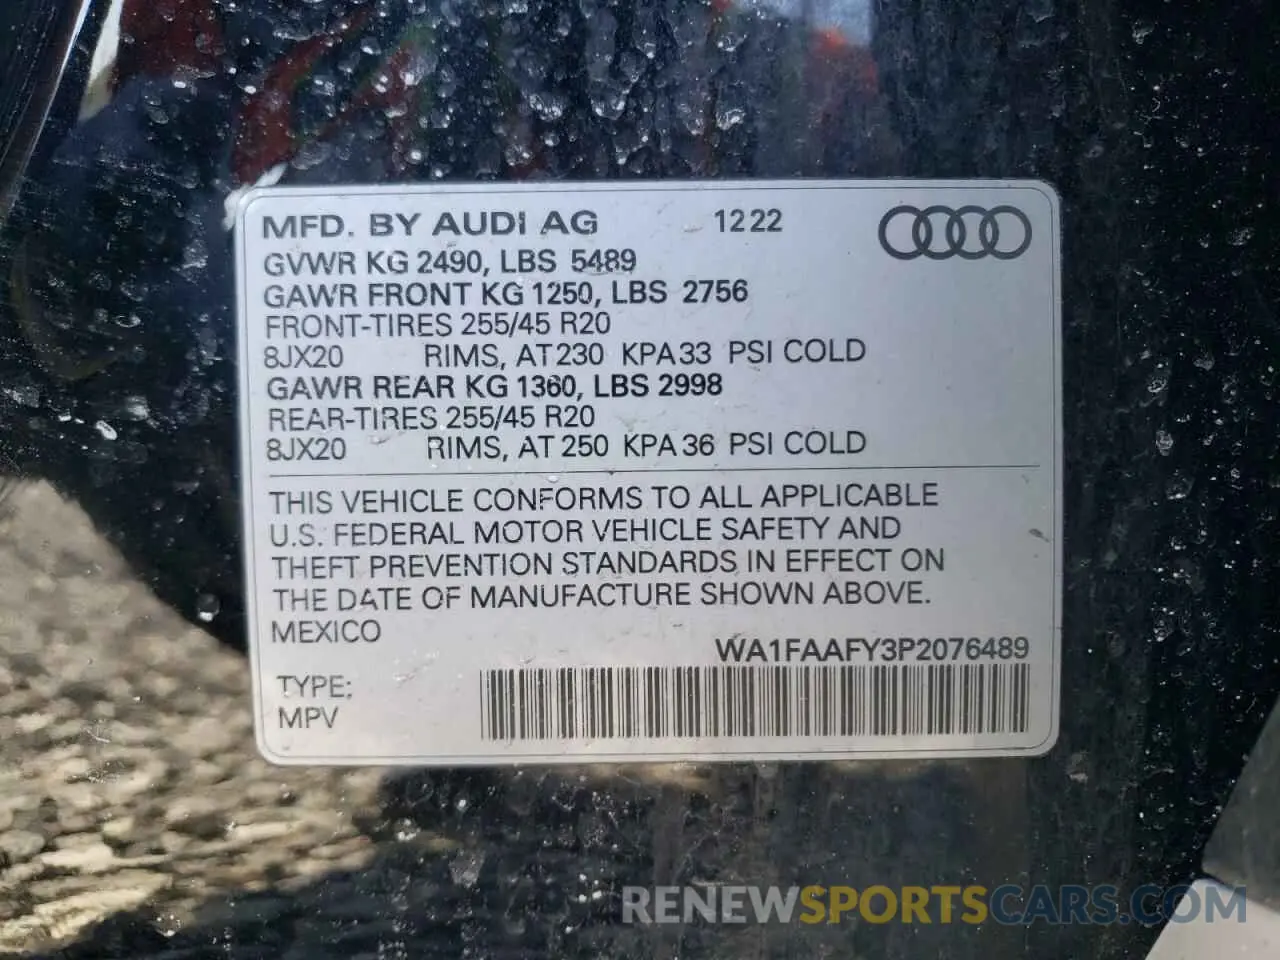 MFD. BY AUDI AG 1222
GVWR KG 2490, LBS 5489
GAWR FRONT KG 1250, LBS 2756
FRONT-TIRES 255/45 R20
8JX20 RIMS, AT 230 KPA 33 PSI COLD
GAWR REAR KG 1360, LBS 2998
REAR-TIRES 255/45 R20
8JX20 RIMS, AT 250 KPA 36 PSI COLD
THIS VEHICLE CONFORMS TO ALL APPLICABLE
U.S. FEDERAL MOTOR VEHICLE SAFETY AND
THEFT PREVENTION STANDARDS IN EFFECT ON
THE DATE OF MANUFACTURE SHOWN ABOVE.
MEXICO
WA1FAAFY3P2076489
TYPE:
MPV
RENEWSPORTSCARS.COM